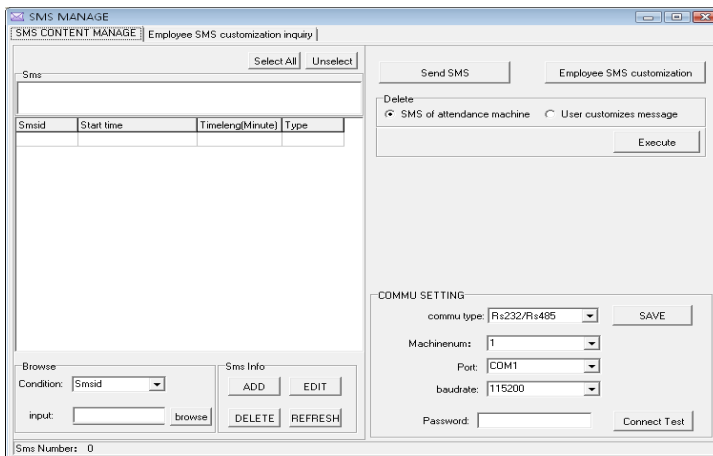 SMS MANAGE
SMS CONTENT MANAGE Employee SMS customization inquiry
Select All Unselect
Sms
Smsid Start time Timeleng(Minute) Type
Browse
Condition: Smsid
input: browse
Sms Info
ADD EDIT
DELETE REFRESH
Send SMS Employee SMS customization
Delete
SMS of attendance machine User customizes message
Execute
COMMU SETTING
commu type: Rs232/Rs485 SAVE
Machinenum: 1
Port: COM1
baudrate: 115200
Password: Connect Test
Sms Number: 0